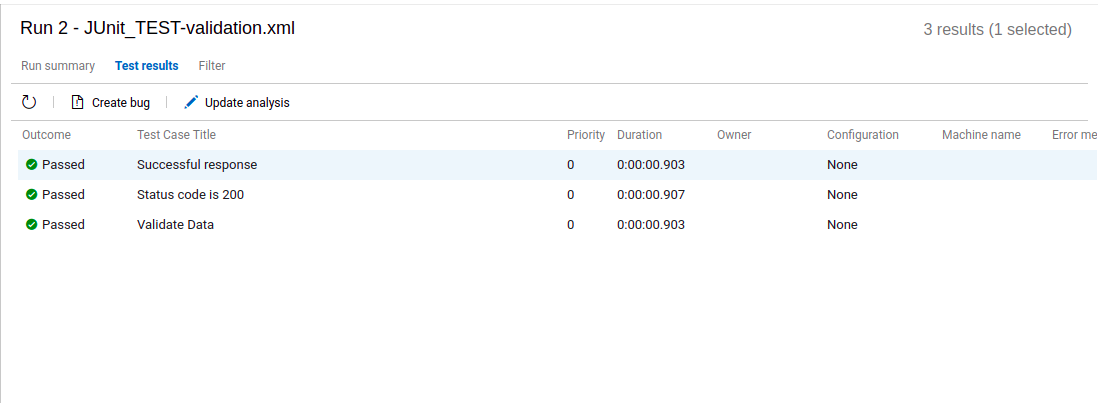 Run 2 - JUnit_TEST-validation.xml
3 results (1 selected)
Run summary Test results Filter
Create bug Update analysis
Outcome Test Case Title Priority Duration Owner Configuration Machine name Error me
Passed Successful response 0 0:00:00.903 None
Passed Status code is 200 0 0:00:00.907 None
Passed Validate Data 0 0:00:00.903 None